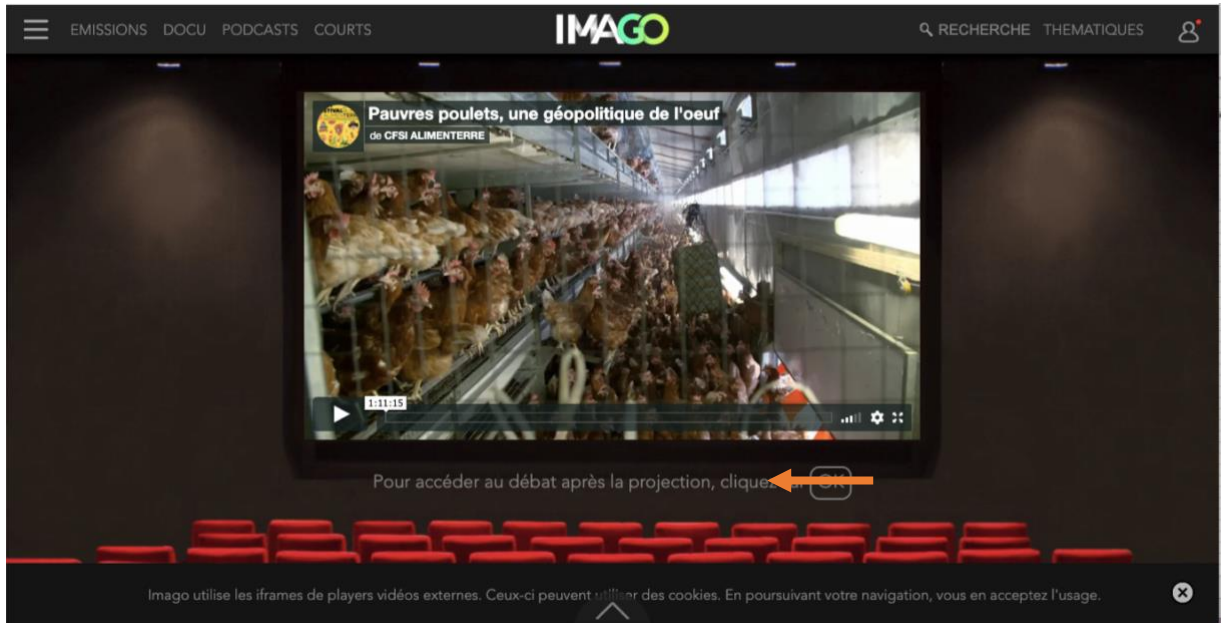 EMISSIONS DOCU PODCASTS COURTS IMAGO RECHERCHE THEMATIQUES
Pauvres poulets, une géopolitique de l'oeuf
de CFSI ALIMENTERRE
1:11:15
Pour accéder au débat après la projection, cliquez OK
Imago utilise les iframes de players vidéos externes. Ceux-ci peuvent utiliser des cookies. En poursuivant votre navigation, vous en acceptez l'usage.